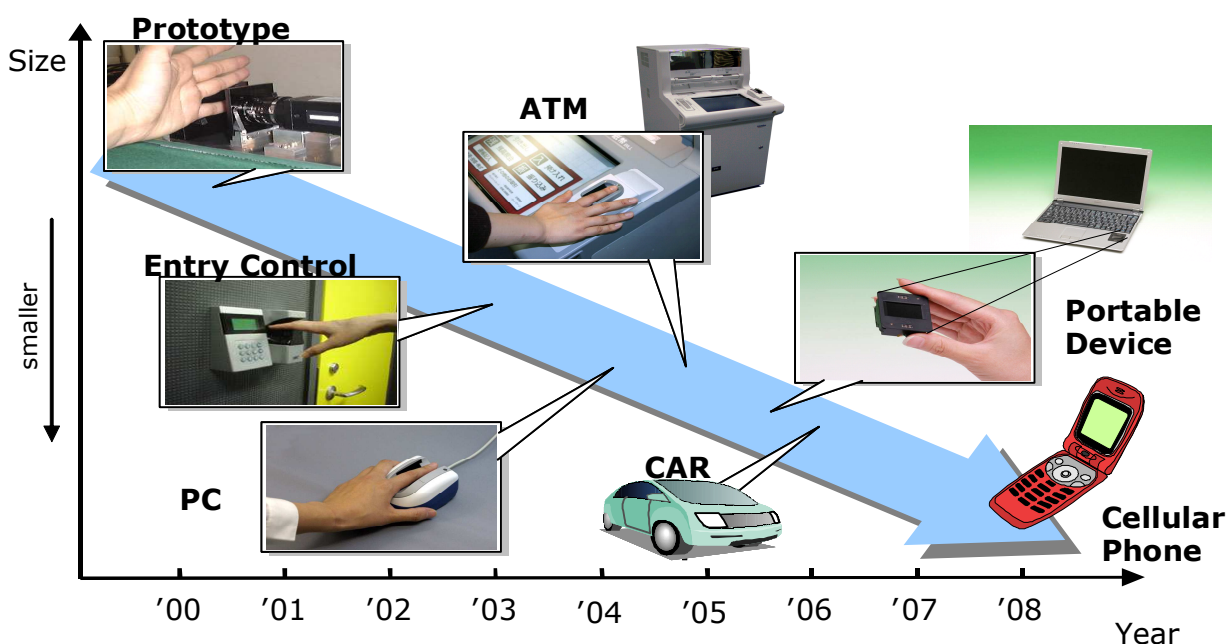 Prototype
Size
ATM
Entry Control
smaller
Portable
Device
PC
CAR
Cellular
Phone
’00 ’01 ’02 ’03 ’04 ’05 ’06 ’07 ’08
Year